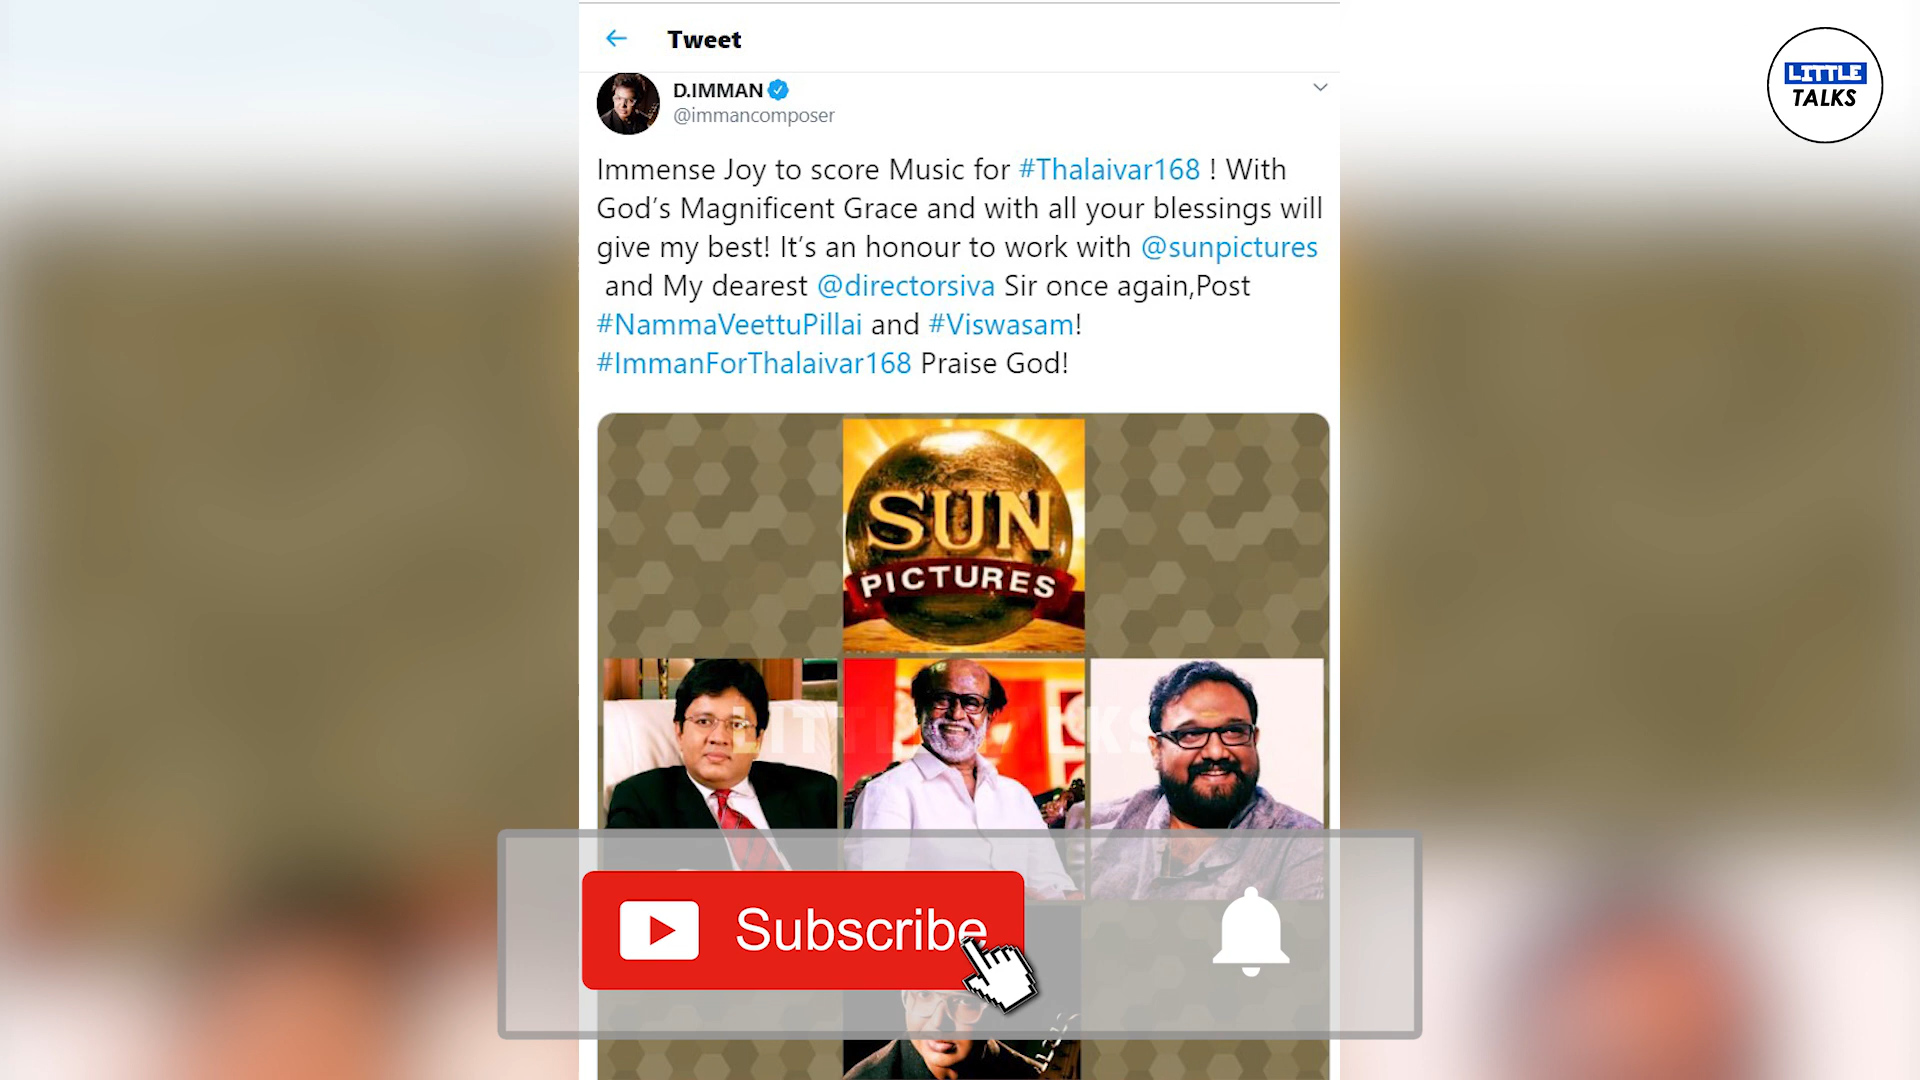 Tweet
D.IMMAN
@immancomposer
LITTLE
TALKS
Immense Joy to score Music for #Thalaivar168 ! With
God’s Magnificent Grace and with all your blessings will
give my best! It’s an honour to work with @sunpictures
and My dearest @directorsiva Sir once again,Post
#NammaVeettuPillai and #Viswasam!
#ImmanForThalaivar168 Praise God!
SUN
PICTURES
LITTLE TALKS
Subscribe